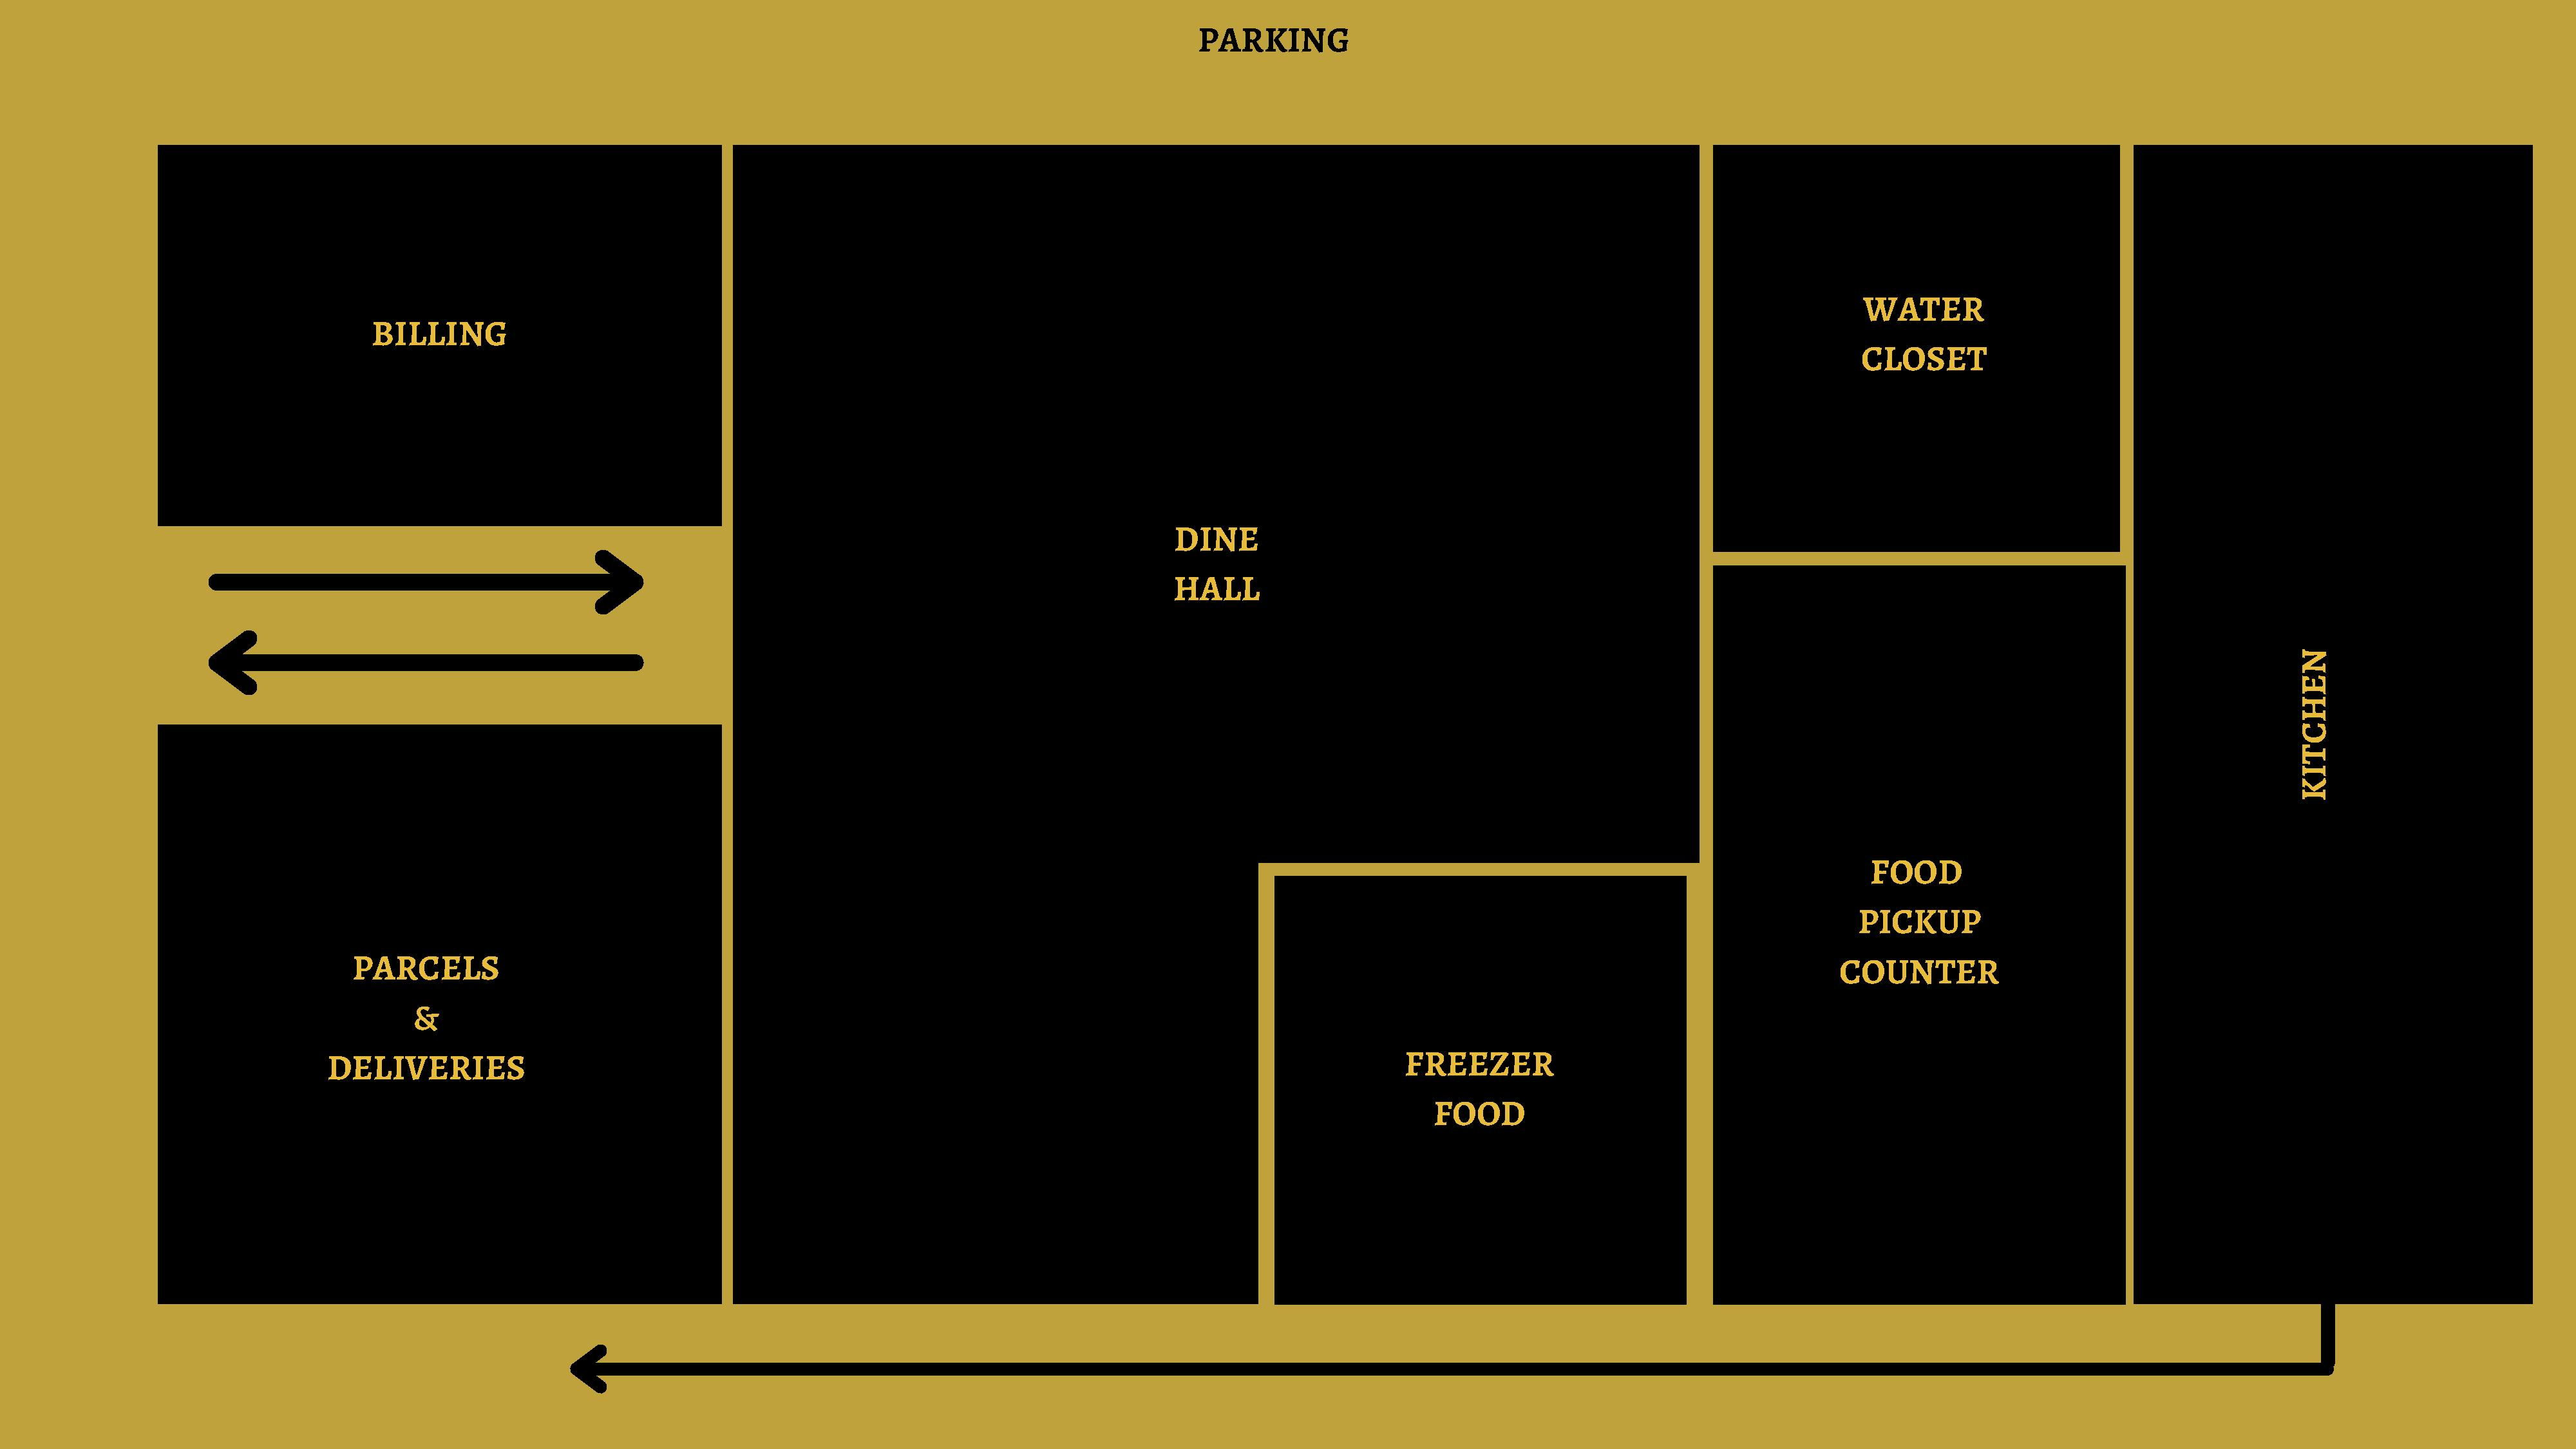 PARKING
BILLING
WATER
CLOSET
DINE
HALL
KITCHEN
FOOD
PICKUP
COUNTER
PARCELS
&
DELIVERIES
FREEZER
FOOD